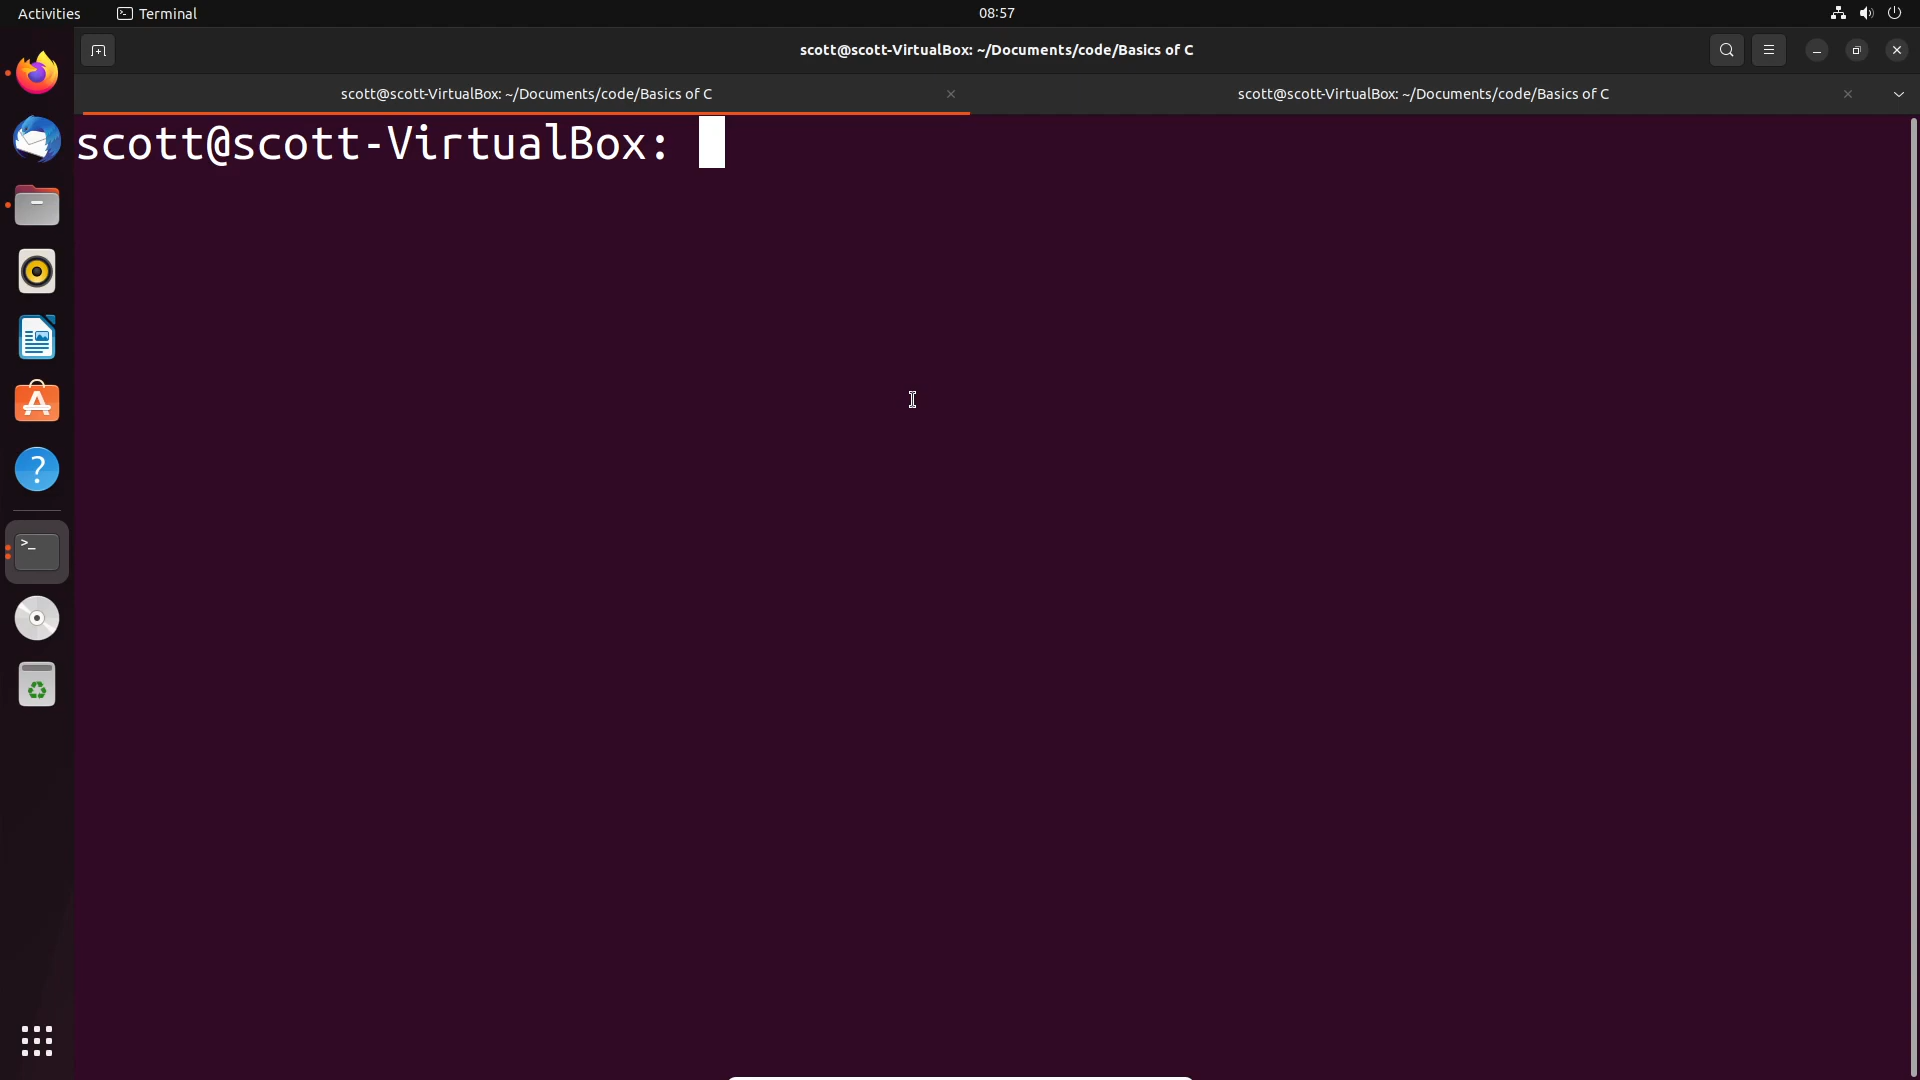 Activities
Terminal
08:57
scott@scott-VirtualBox: ~/Documents/code/Basics of C
scott@scott-VirtualBox: ~/Documents/code/Basics of C
scott@scott-VirtualBox: ~/Documents/code/Basics of C
scott@scott-VirtualBox: